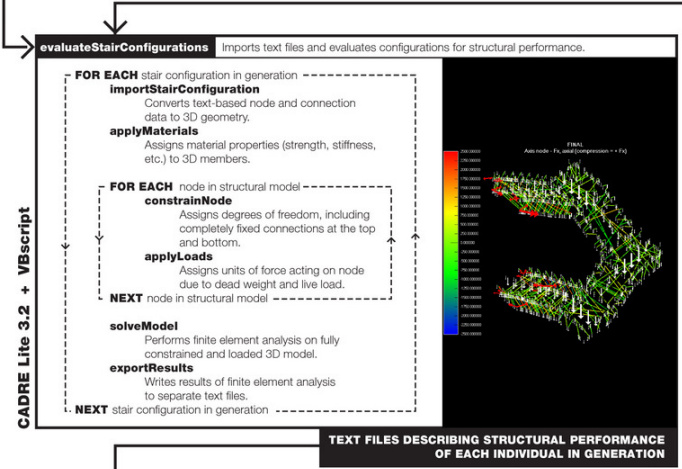 evaluateStairConfigurations Imports text files and evaluates configurations for structural performance.
FOR EACH stair configuration in generation
importStairConfiguration
Converts text-based node and connection
data to 3D geometry.
applyMaterials
Assigns material properties (strength, stiffness,
etc.) to 3D members.
FOR EACH node in structural model
constrainNode
Assigns degrees of freedom, including
completely fixed connections at the top
and bottom.
applyLoads
Assigns units of force acting on node
due to dead weight and live load.
NEXT node in structural model
solveModel
Performs finite element analysis on fully
constrained and loaded 3D model.
exportResults
Writes results of finite element analysis
to separate text files.
NEXT stair configuration in generation
CADRE Lite 3.2 + VBscript
FINAL
Axis node - Fx, axial (compression = + Fx)
TEXT FILES DESCRIBING STRUCTURAL PERFORMANCE
OF EACH INDIVIDUAL IN GENERATION